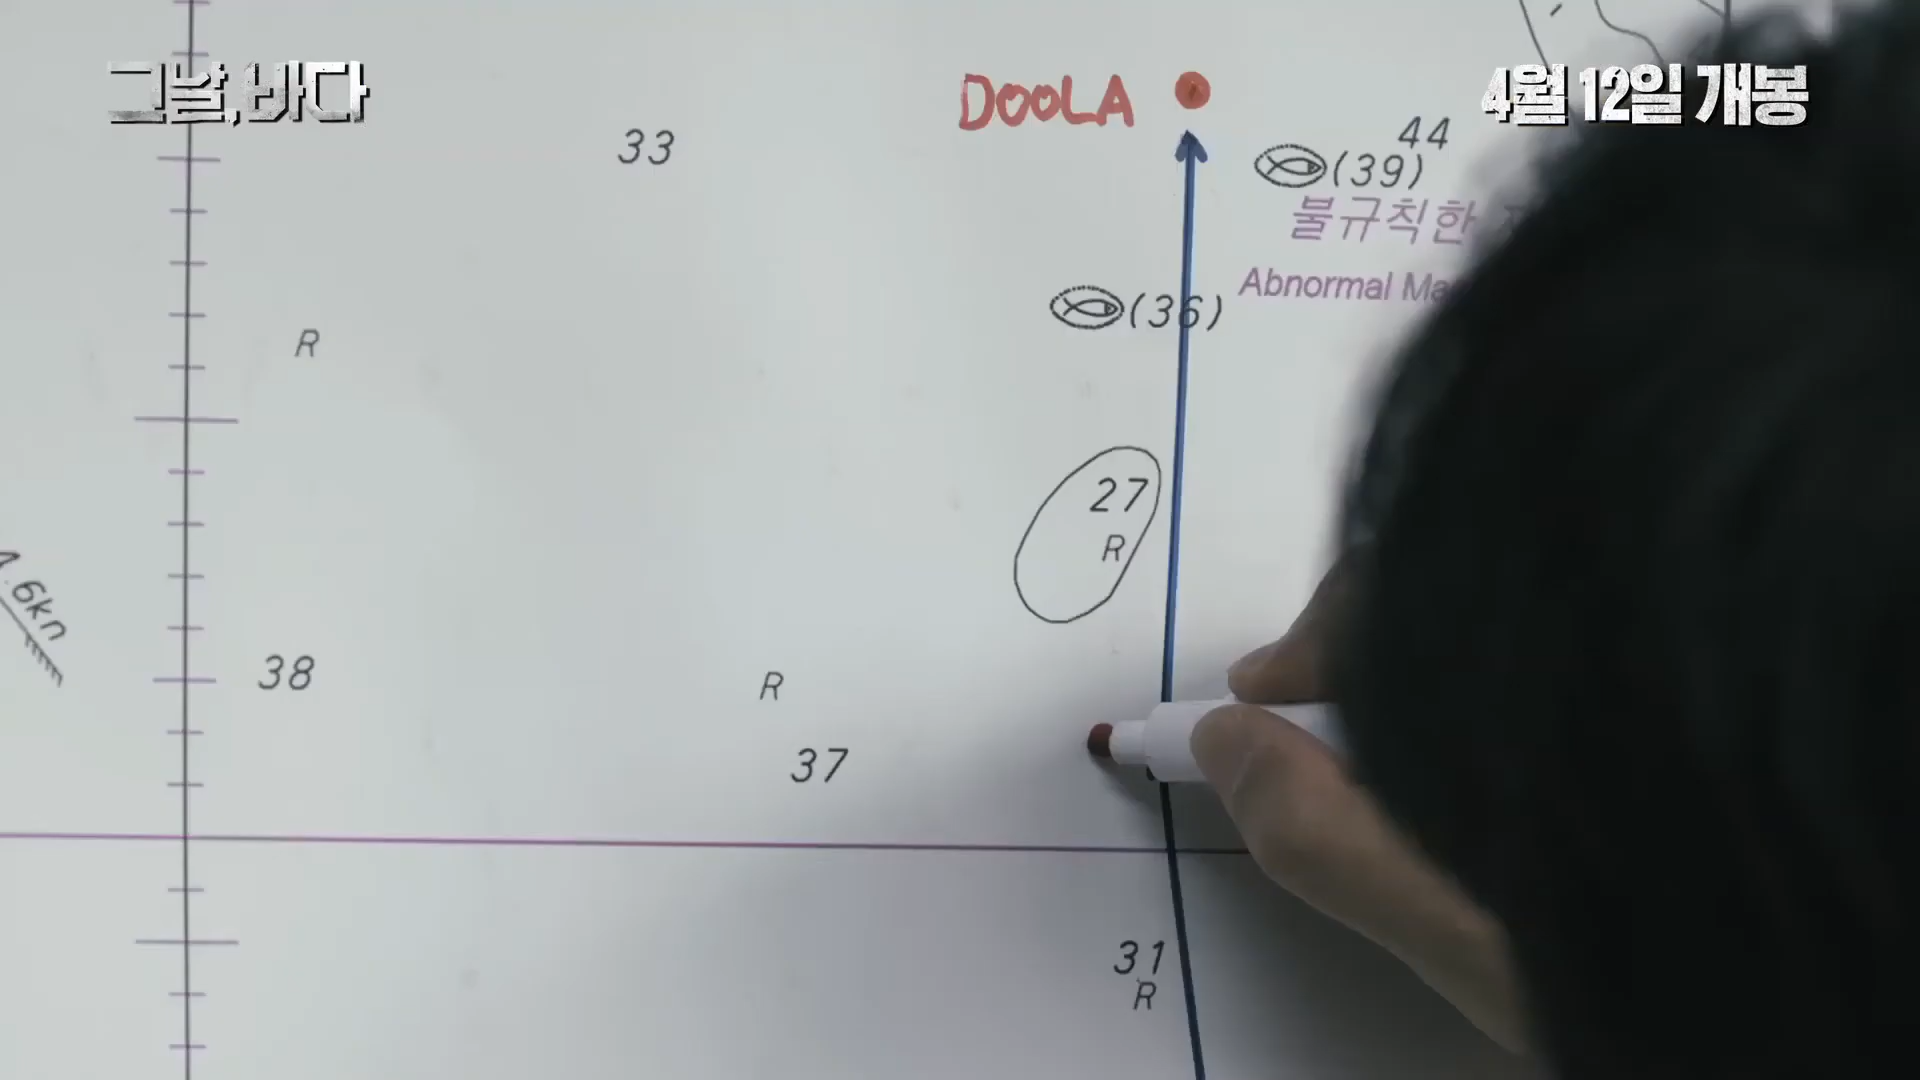 그날, 바다
4월 12일 개봉
DOOLA
44
33
(39)
불규칙한
Abnormal
(36)
R
27
R
.6kn
38
R
37
31
R